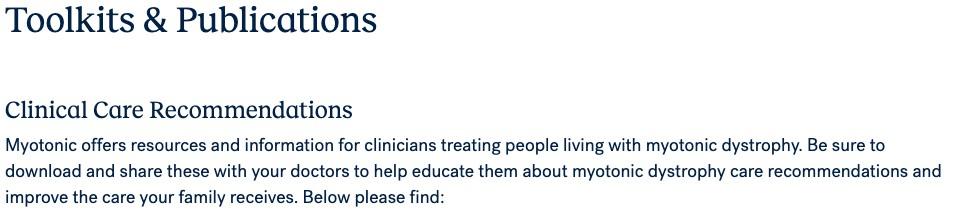 Toolkits & Publications
Clinical Care Recommendations
Myotonic offers resources and information for clinicians treating people living with myotonic dystrophy. Be sure to
download and share these with your doctors to help educate them about myotonic dystrophy care recommendations and
improve the care your family receives. Below please find: